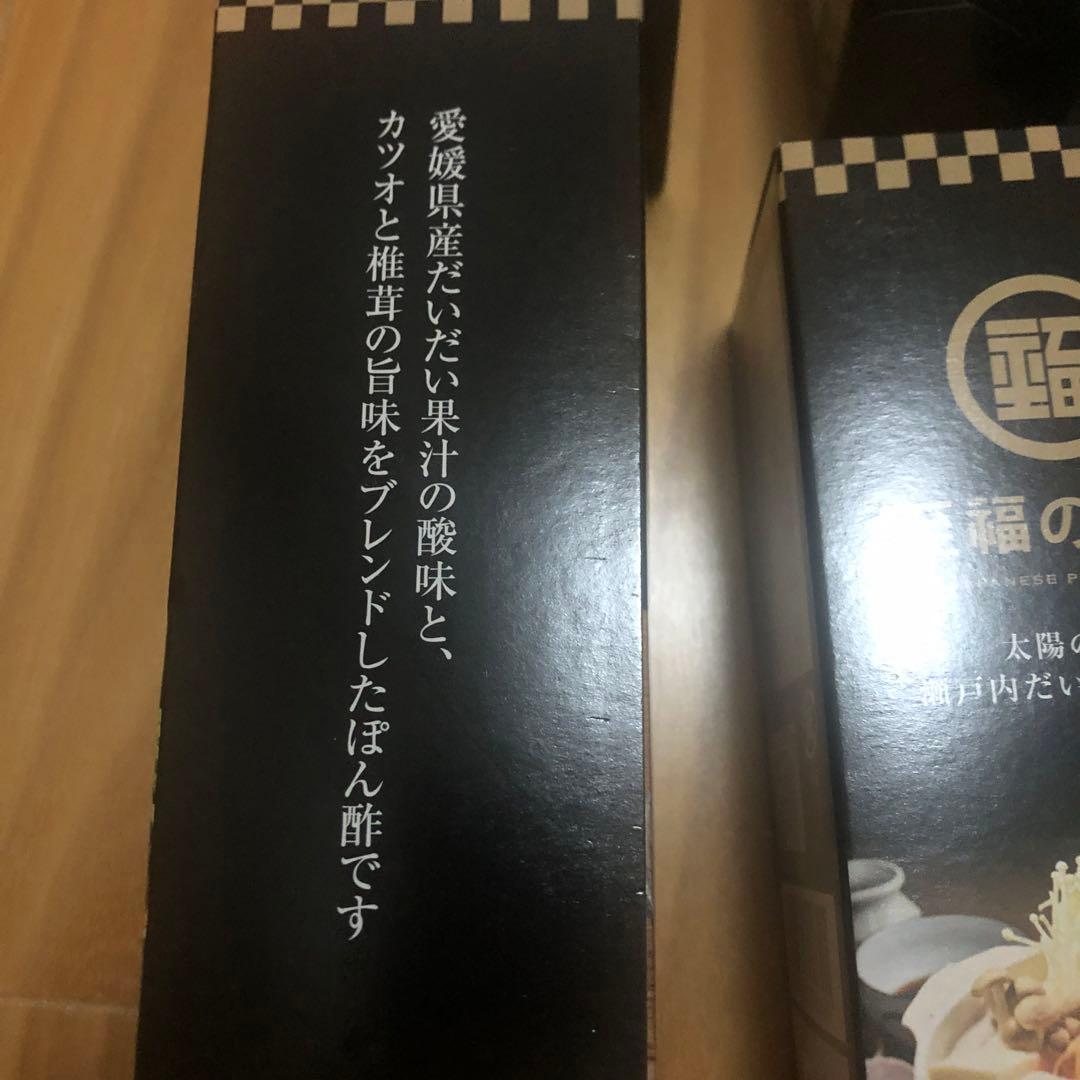 愛媛県産だいだい果汁の酸味と、
カツオと椎茸の旨味をブレンドしたぽん酢です
福の
PANESE P
太陽の
瀬戸内だい